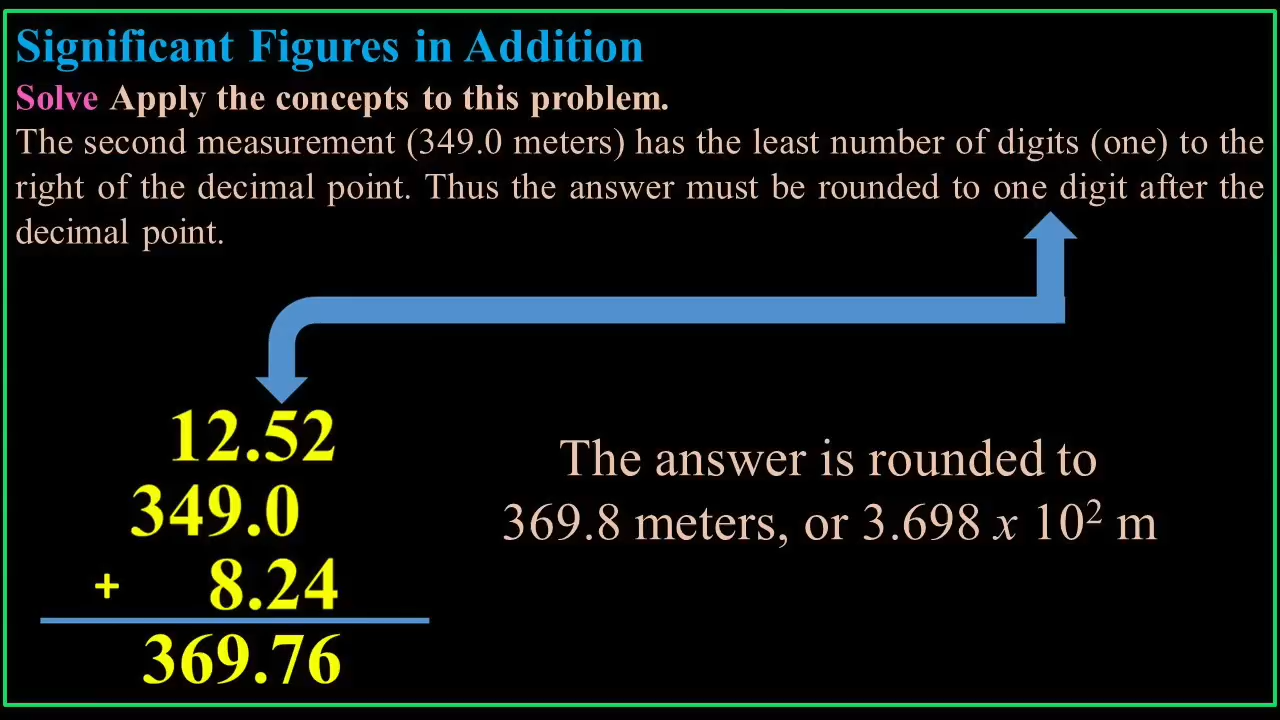 Significant Figures in Addition
Solve Apply the concepts to this problem.
The second measurement (349.0 meters) has the least number of digits (one) to the
right of the decimal point. Thus the answer must be rounded to one digit after the
decimal point.
12.52
349.0
+ 8.24
369.76
The answer is rounded to
369.8 meters, or 3.698 x 10² m